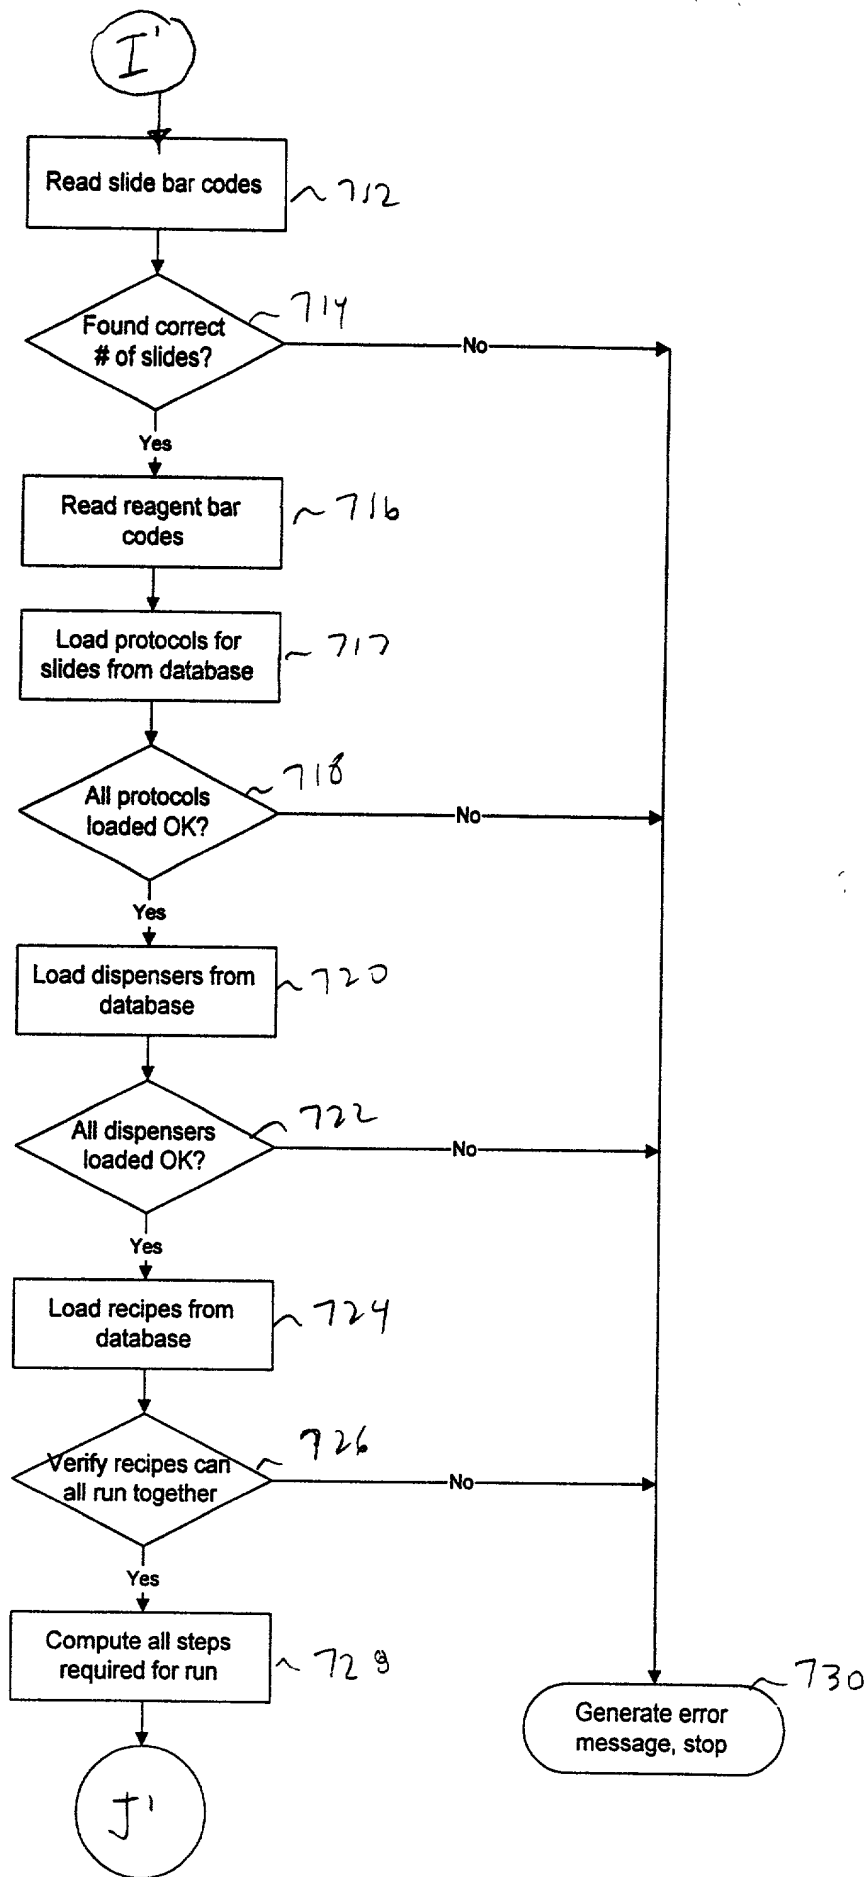 I'
Read slide bar codes
712
714
Found correct
# of slides?
No
Yes
Read reagent bar
codes
716
Load protocols for
slides from database
717
718
All protocols
loaded OK?
No
Yes
Load dispensers from
database
720
722
All dispensers
loaded OK?
No
Yes
Load recipes from
database
724
726
Verify recipes can
all run together
No
Yes
Compute all steps
required for run
728
730
Generate error
message, stop
J'